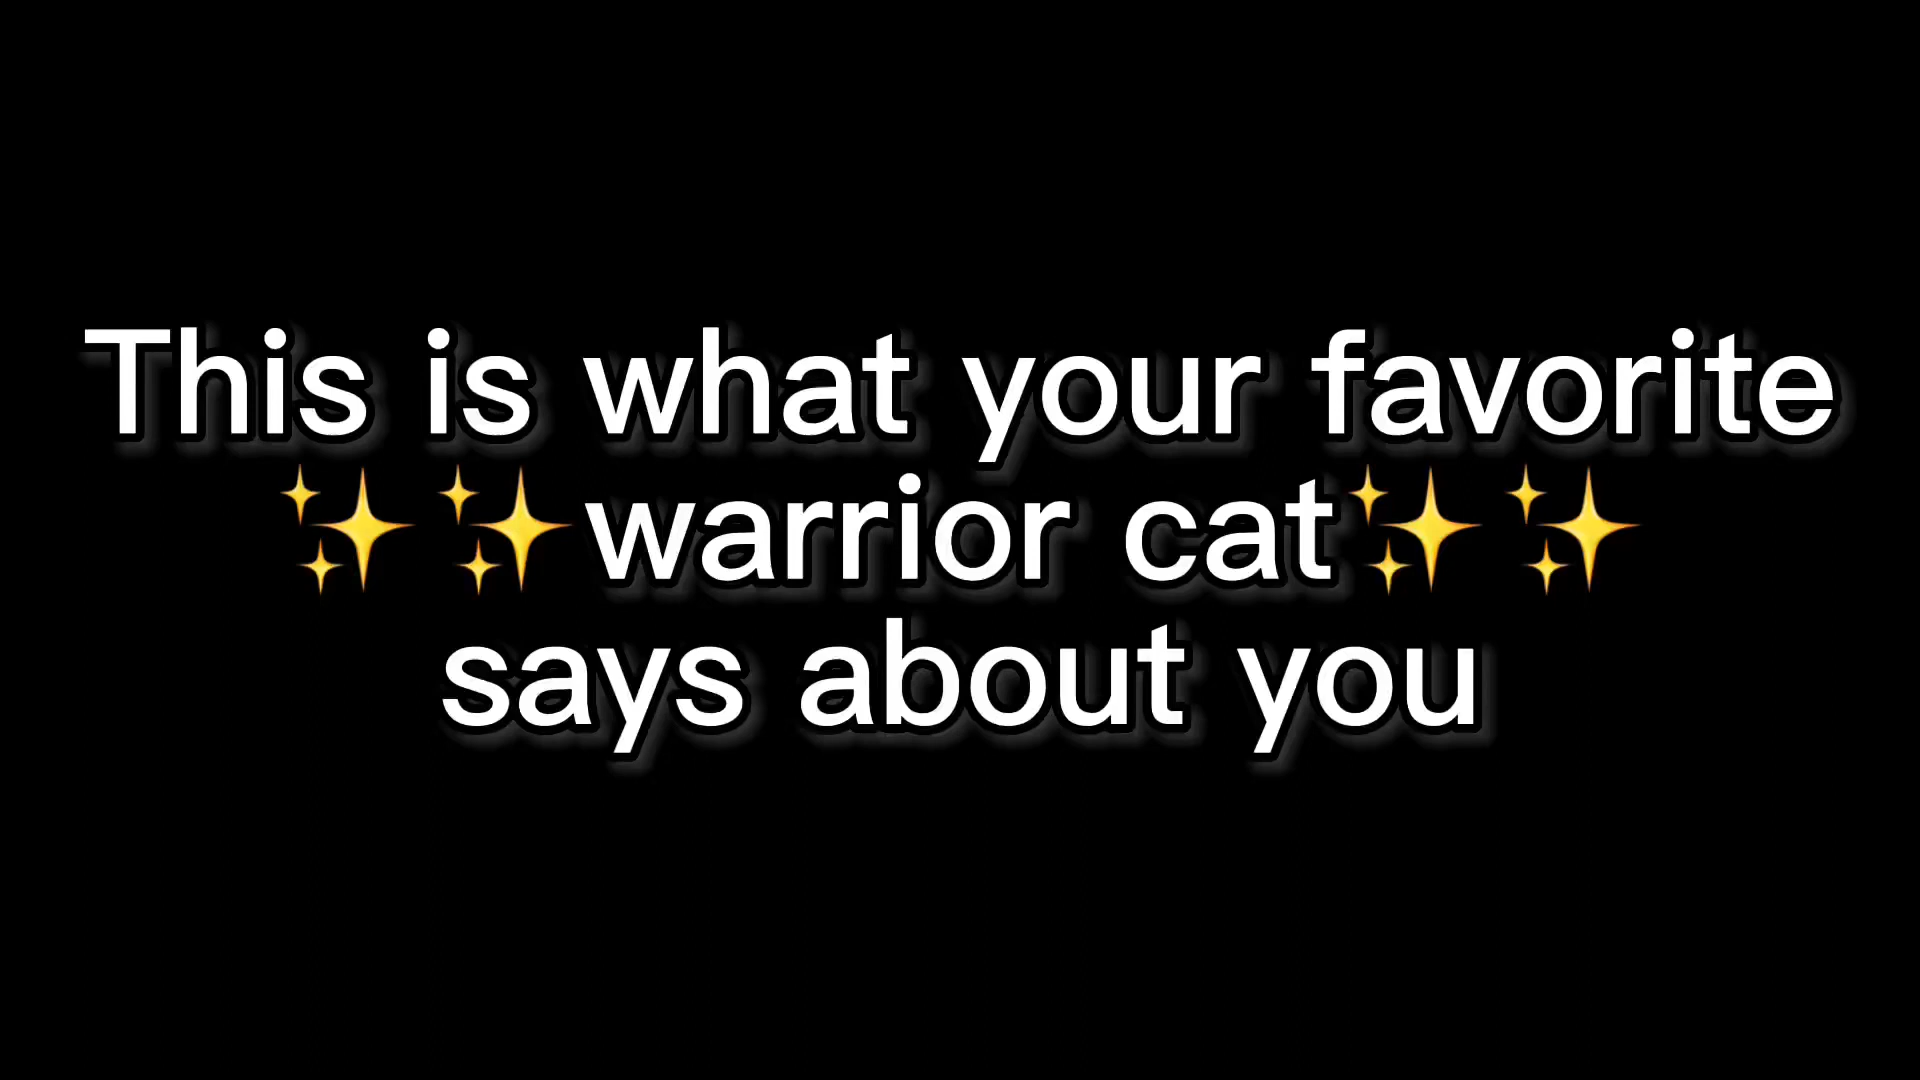 This is what your favorite
✨✨warrior cat✨✨
says about you